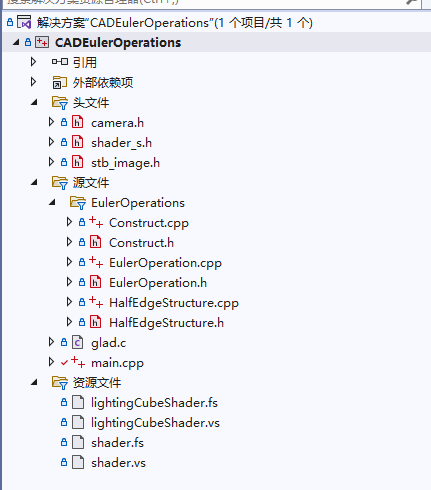 解决方案"CADEulerOperations"(1 个项目/共 1 个)
CADEulerOperations
引用
外部依赖项
头文件
camera.h
shader_s.h
stb_image.h
源文件
EulerOperations
Construct.cpp
Construct.h
EulerOperation.cpp
EulerOperation.h
HalfEdgeStructure.cpp
HalfEdgeStructure.h
glad.c
main.cpp
资源文件
lightingCubeShader.fs
lightingCubeShader.vs
shader.fs
shader.vs